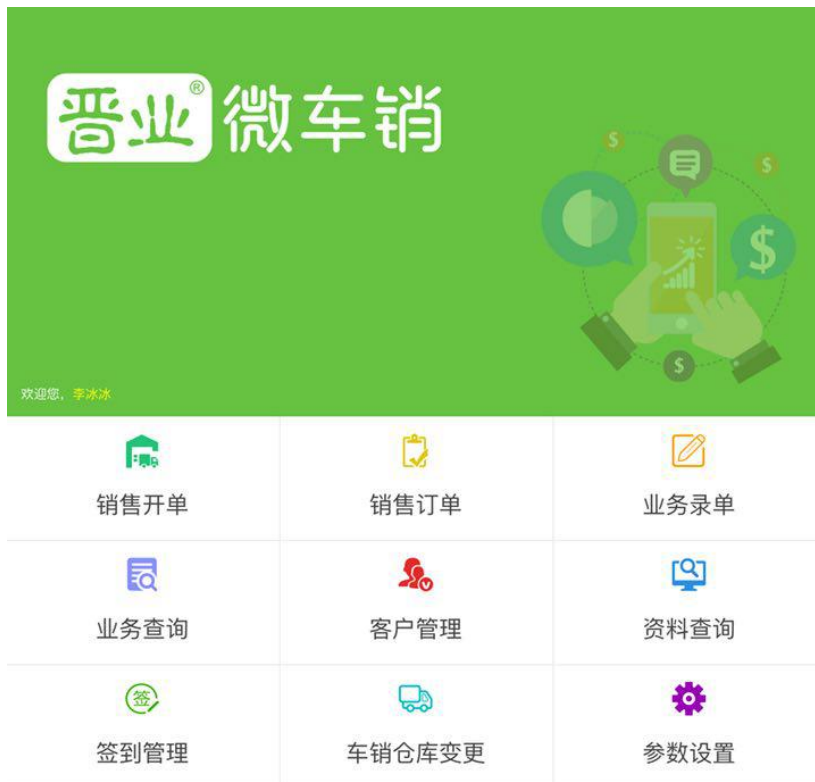 晋业® 微车销
欢迎您，李冰冰
销售开单
销售订单
业务录单
业务查询
客户管理
资料查询
签
签到管理
车销仓库变更
参数设置